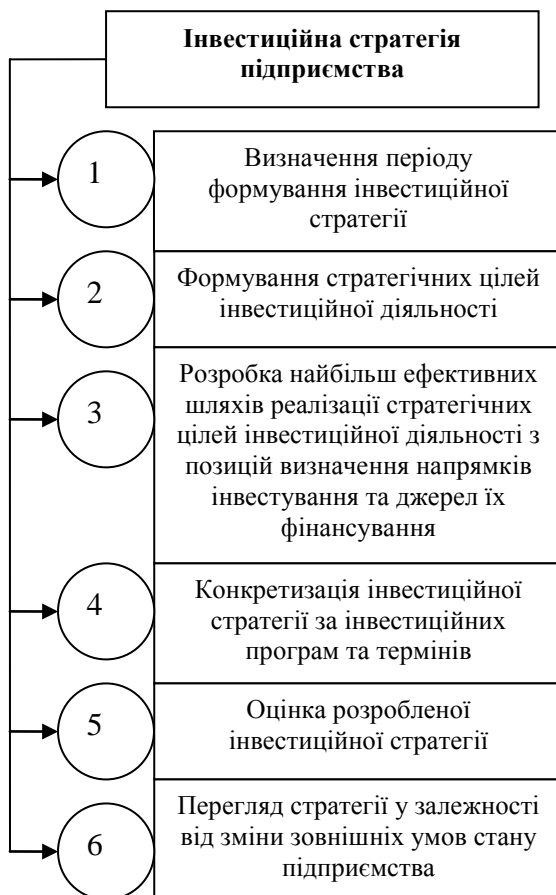 Інвестиційна стратегія
підприємства
1
Визначення періоду
формування інвестиційної
стратегії
2
Формування стратегічних цілей
інвестиційної діяльності
3
Розробка найбільш ефективних
шляхів реалізації стратегічних
цілей інвестиційної діяльності з
позицій визначення напрямків
інвестування та джерел їх
фінансування
4
Конкретизація інвестиційної
стратегії за інвестиційних
програм та термінів
5
Оцінка розробленої
інвестиційної стратегії
6
Перегляд стратегії у залежності
від зміни зовнішніх умов стану
підприємства